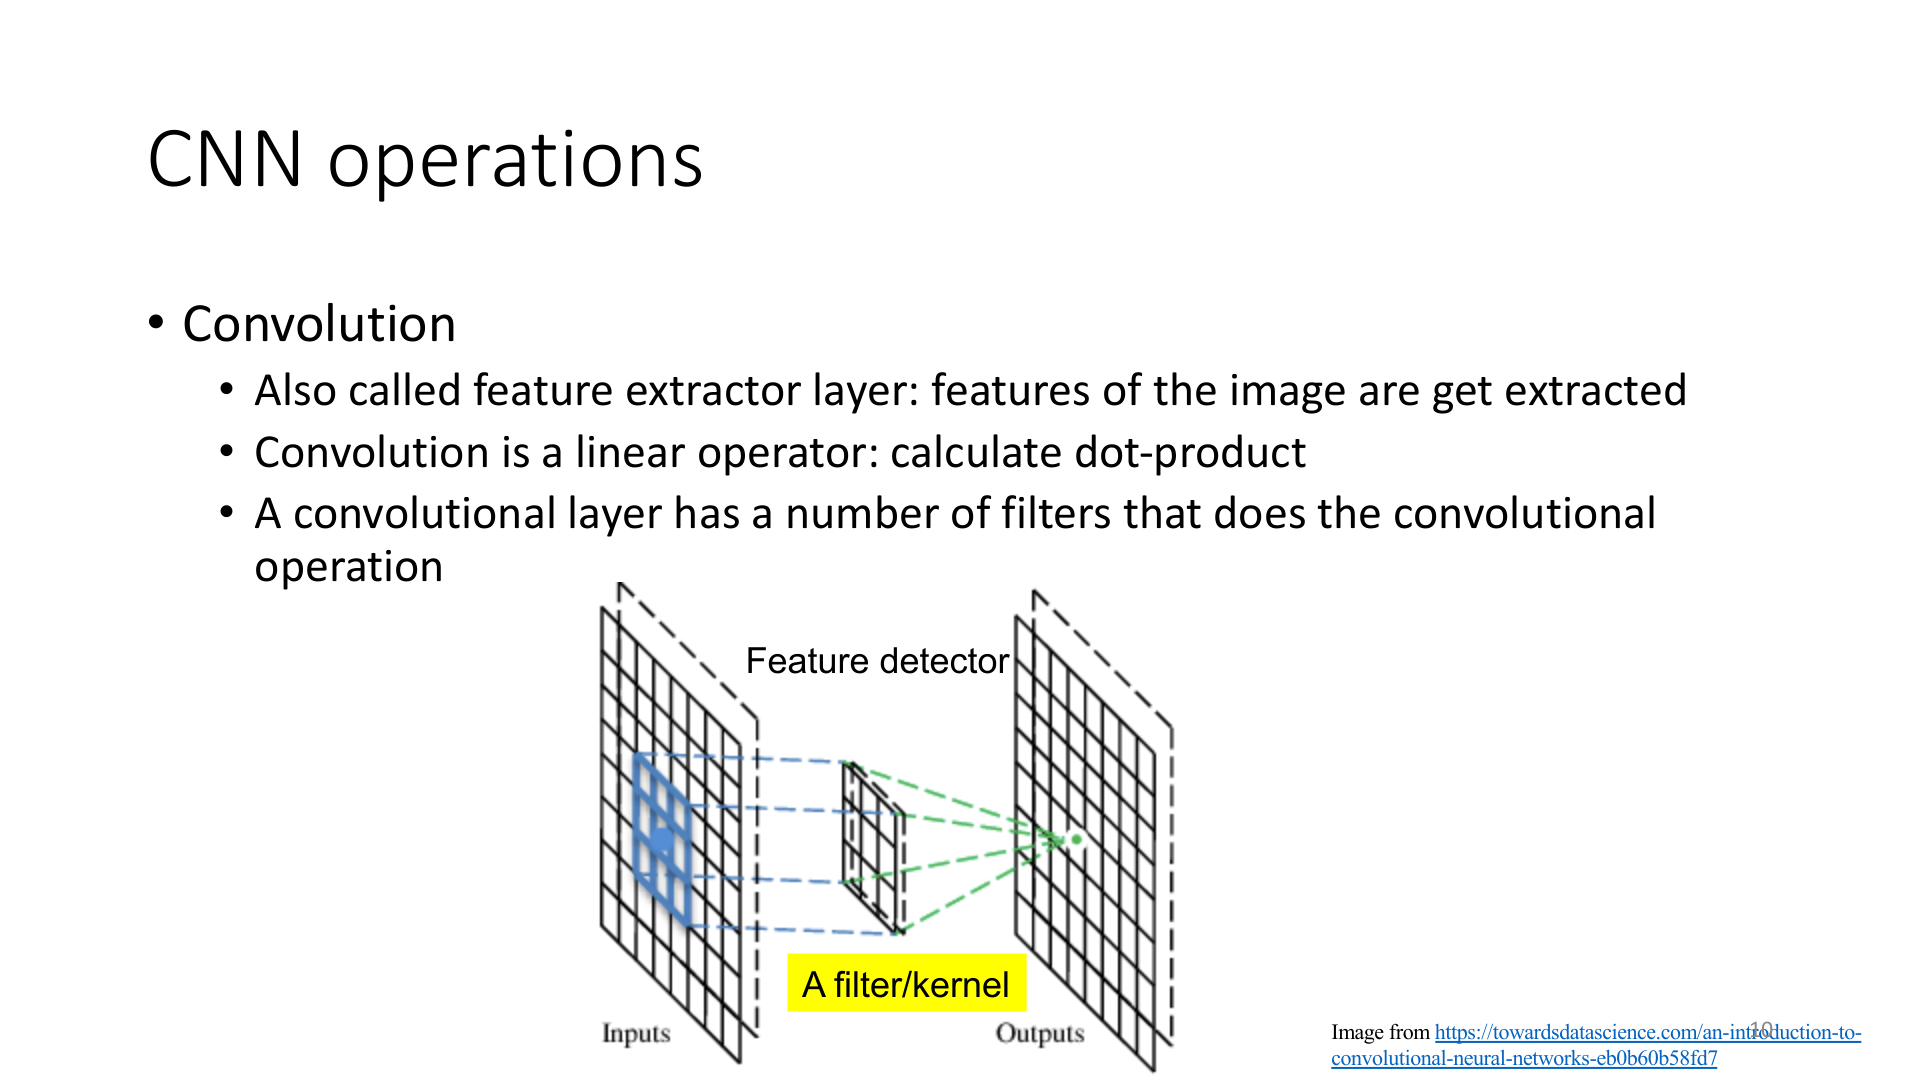 CNN operations
• Convolution
• Also called feature extractor layer: features of the image are get extracted
• Convolution is a linear operator: calculate dot-product
• A convolutional layer has a number of filters that does the convolutional
operation
Feature detector
A filter/kernel
Inputs
Outputs
Image from https://towardsdatascience.com/an-introduction-to-
convolutional-neural-networks-eb0b60b58fd7
10